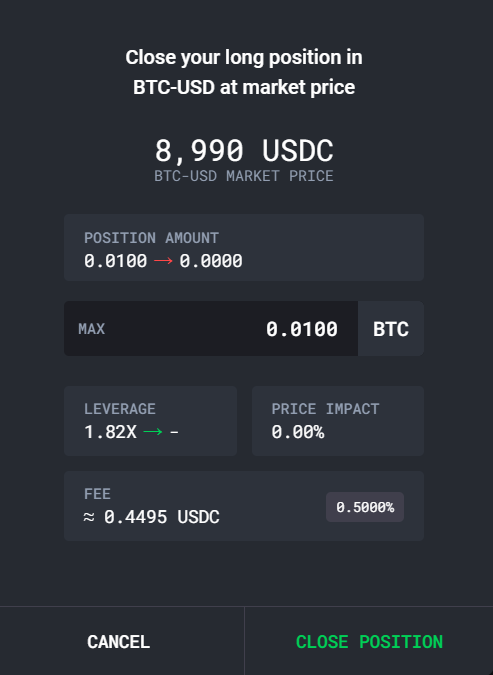 Close your long position in
BTC-USD at market price
8,990 USDC
BTC-USD MARKET PRICE
POSITION AMOUNT
0.0100 → 0.0000
MAX 0.0100 BTC
LEVERAGE
1.82X → –
PRICE IMPACT
0.00%
FEE
≈ 0.4495 USDC 0.5000%
CANCEL CLOSE POSITION